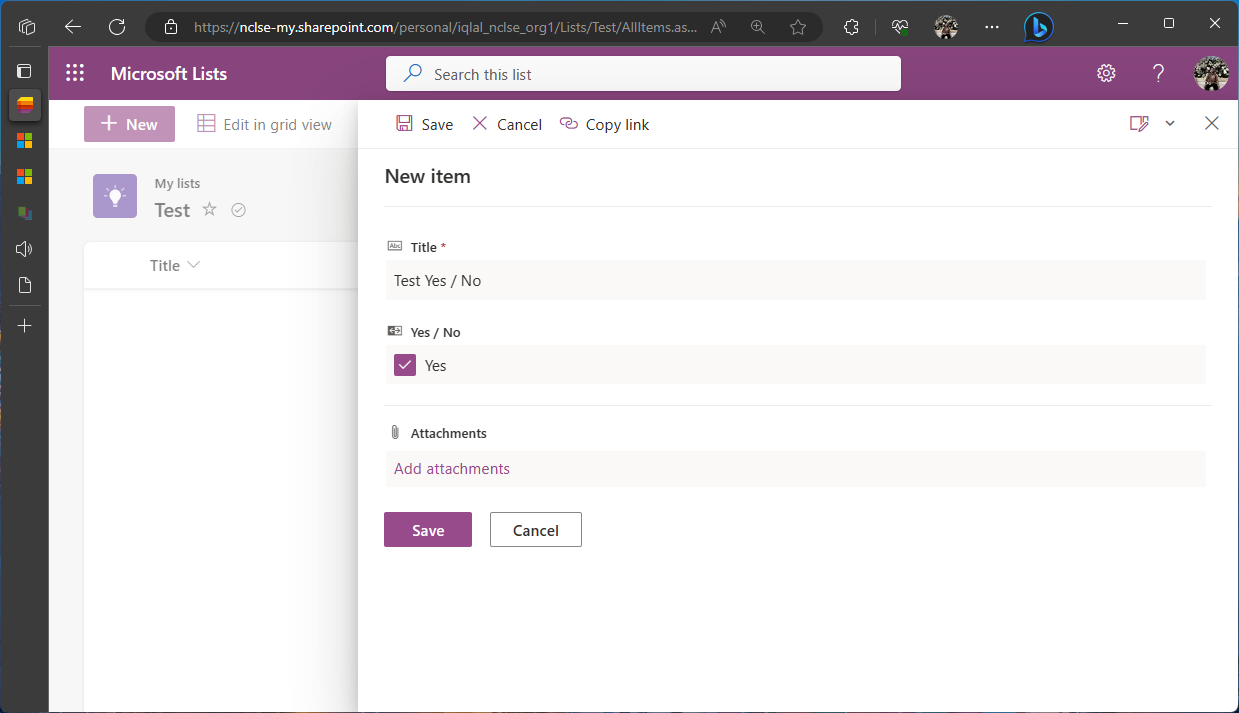 https://nclse-my.sharepoint.com/personal/iqlal_nclse_org1/Lists/Test/AllItems.as...
Microsoft Lists
Search this list
New
Edit in grid view
Save
Cancel
Copy link
My lists
Test
Title
New item
Abc Title *
Test Yes / No
Yes / No
Yes
Attachments
Add attachments
Save
Cancel